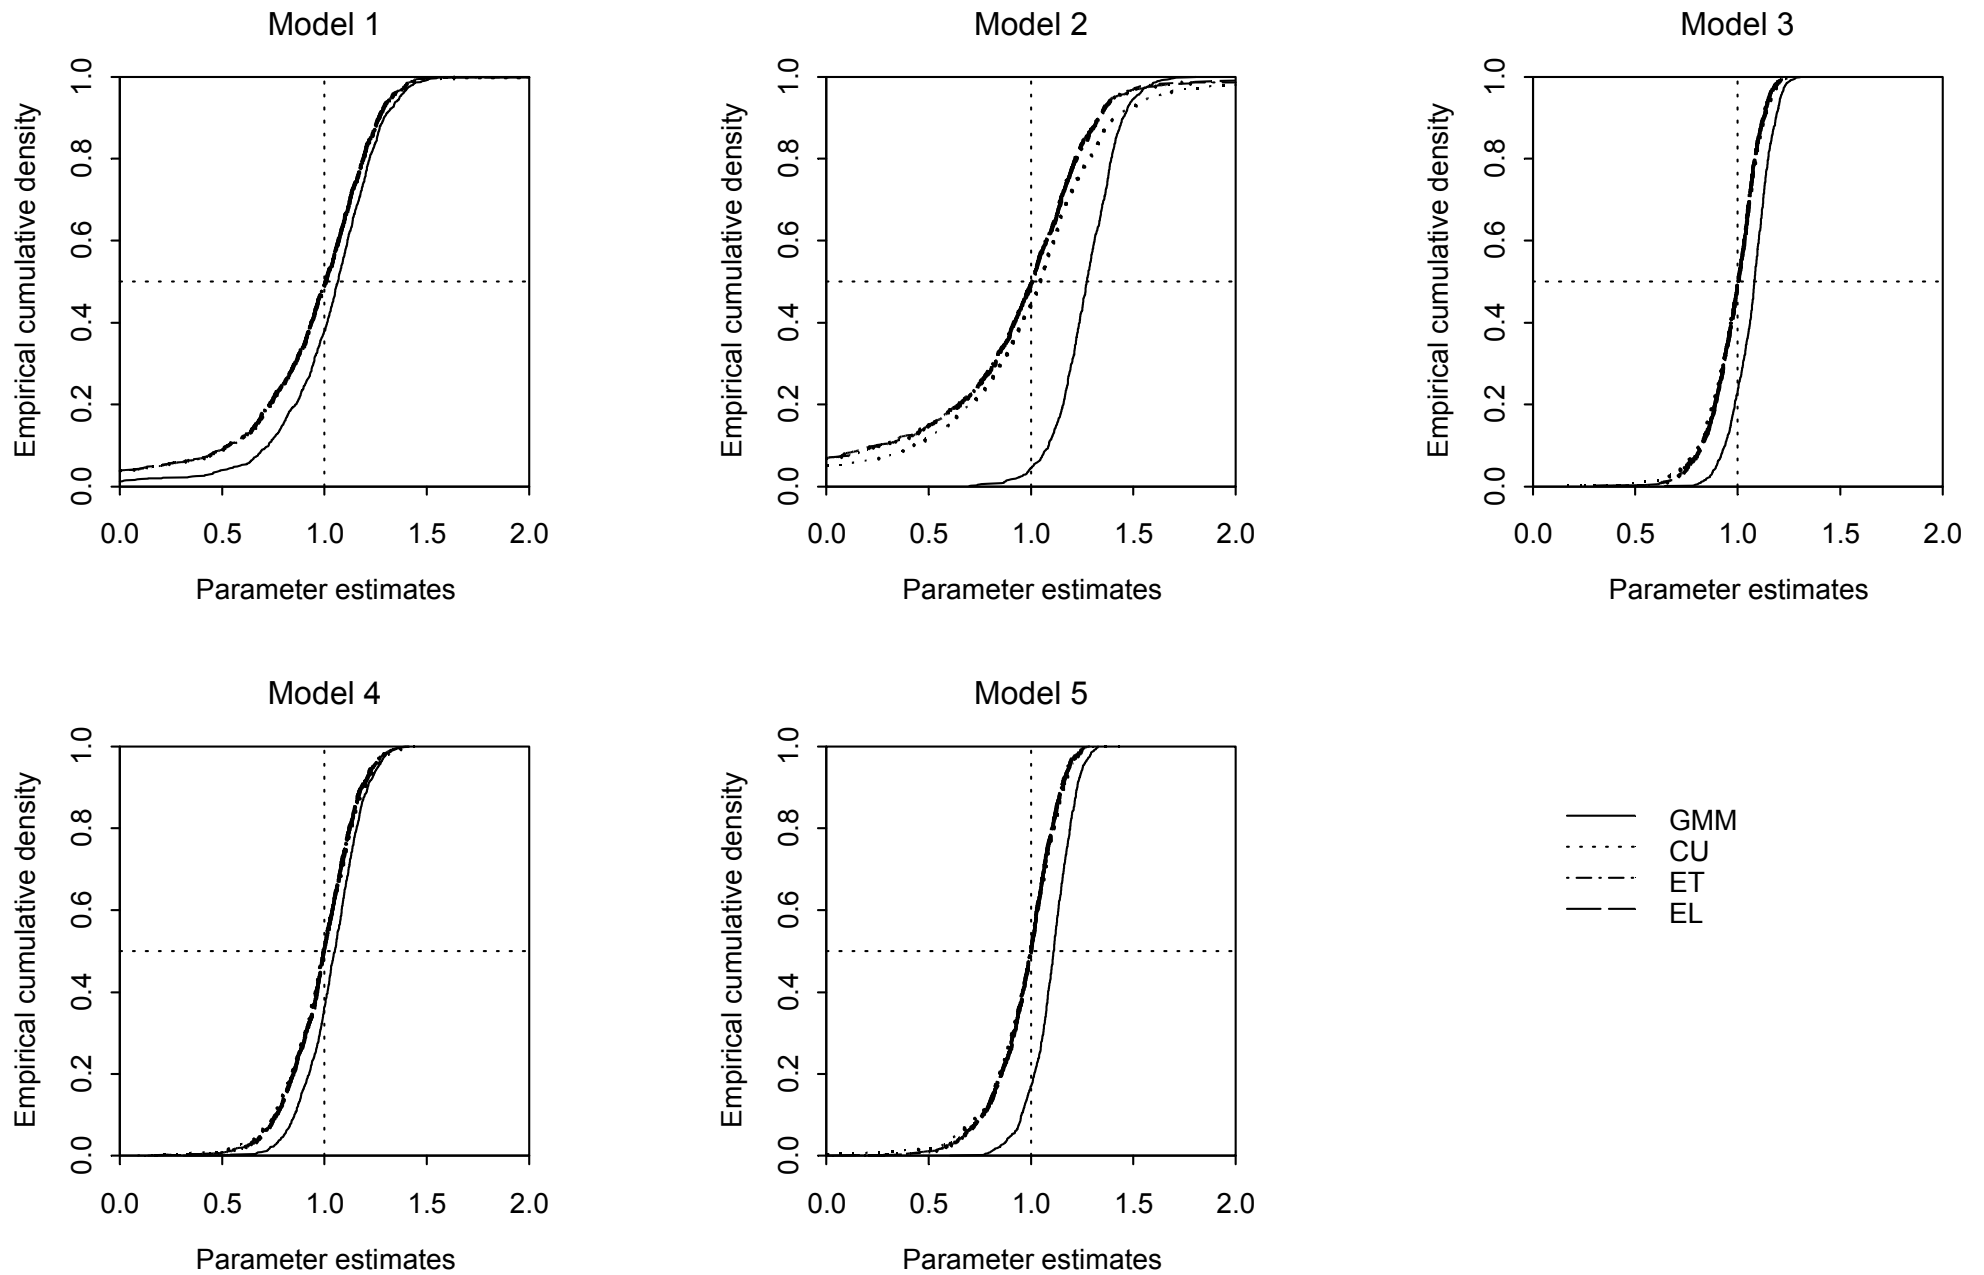 Model 1
Empirical cumulative density
1.0
0.8
0.6
0.4
0.2
0.0
0.0 0.5 1.0 1.5 2.0
Parameter estimates
Model 2
Empirical cumulative density
1.0
0.8
0.6
0.4
0.2
0.0
0.0 0.5 1.0 1.5 2.0
Parameter estimates
Model 3
Empirical cumulative density
1.0
0.8
0.6
0.4
0.2
0.0
0.0 0.5 1.0 1.5 2.0
Parameter estimates
Model 4
Empirical cumulative density
1.0
0.8
0.6
0.4
0.2
0.0
0.0 0.5 1.0 1.5 2.0
Parameter estimates
Model 5
Empirical cumulative density
1.0
0.8
0.6
0.4
0.2
0.0
0.0 0.5 1.0 1.5 2.0
Parameter estimates
GMM
CU
ET
EL